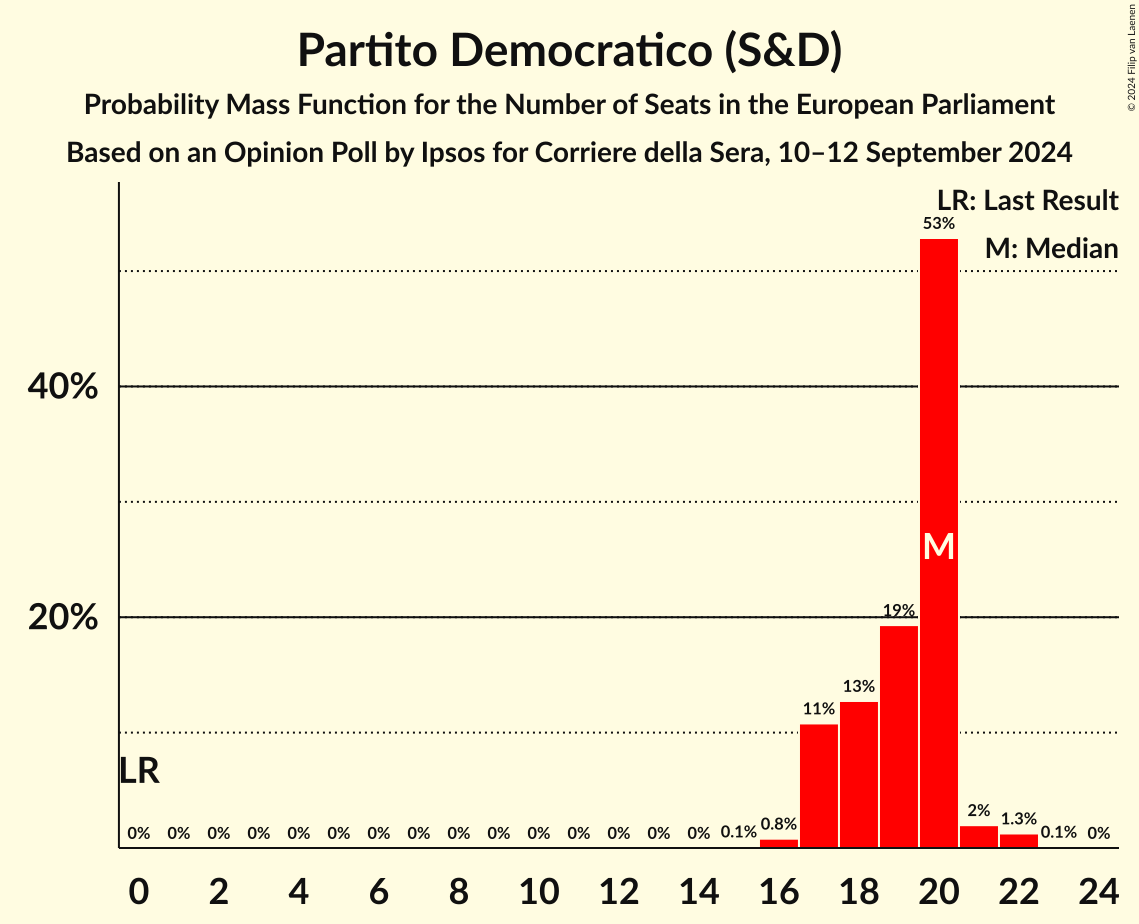 Partito Democratico (S&D)
Probability Mass Function for the Number of Seats in the European Parliament
Based on an Opinion Poll by Ipsos for Corriere della Sera, 10–12 September 2024
© 2024 Filip van Laenen
LR: Last Result
M: Median
53%
40%
M
20%
19%
13%
11%
LR
0% 0% 0% 0% 0% 0% 0% 0% 0% 0% 0% 0% 0% 0% 0% 0.1% 0.8% 2% 1.3% 0.1% 0%
0 2 4 6 8 10 12 14 16 18 20 22 24